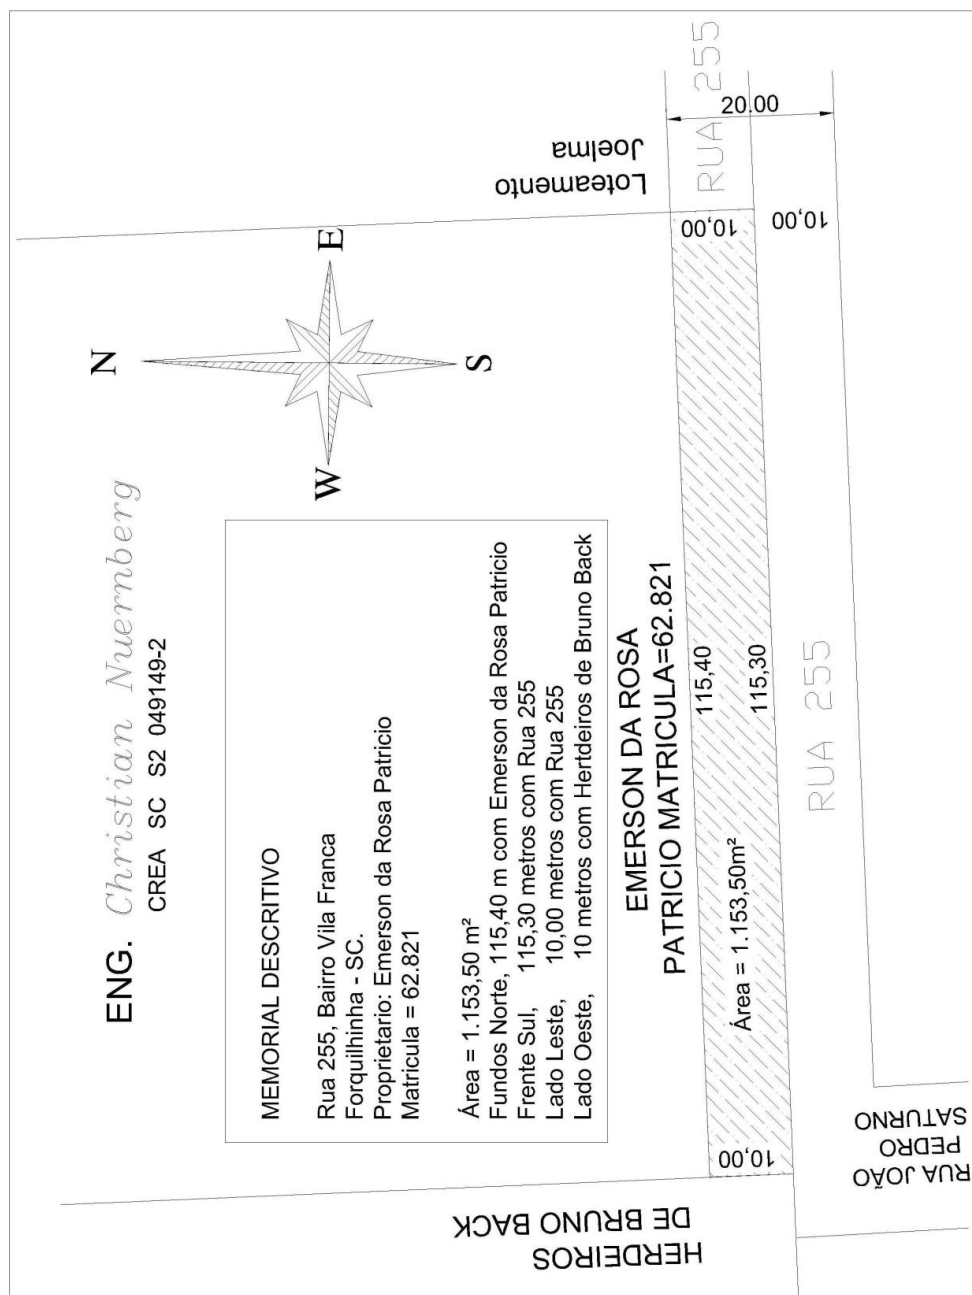 ENG. Christian Nuernberg
CREA SC S2 049149-2
N
E
S
W
MEMORIAL DESCRITIVO
Rua 255, Bairro Vila Franca
Forquilhinha - SC.
Proprietario: Emerson da Rosa Patricio
Matricula = 62.821
Área = 1.153,50 m²
Fundos Norte, 115,40 m com Emerson da Rosa Patricio
Frente Sul, 115,30 metros com Rua 255
Lado Leste, 10,00 metros com Rua 255
Lado Oeste, 10 metros com Hertdeiros de Bruno Back
Loteamento
Joelma
RUA 255
20.00
10,00
10,00
EMERSON DA ROSA
PATRICIO MATRICULA=62.821
115,40
Área = 1.153,50m²
115,30
10,00
RUA 255
HERDEIROS
DE BRUNO BACK
RUA JOÃO
PEDRO
SATURNO